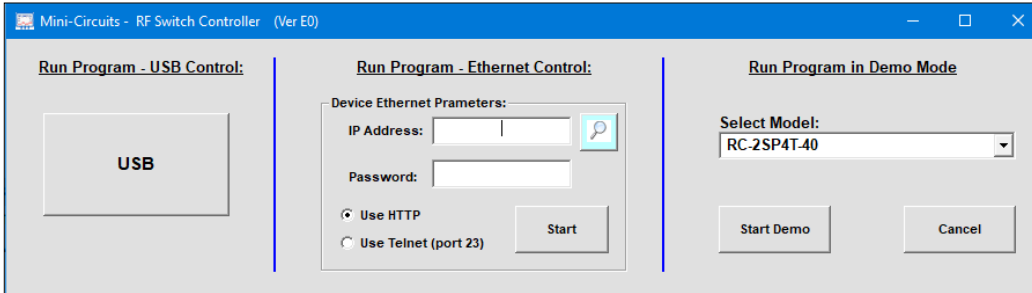 Mini-Circuits - RF Switch Controller (Ver E0)
Run Program - USB Control:
USB
Run Program - Ethernet Control:
Device Ethernet Prameters:
IP Address:
Password:
Use HTTP
Use Telnet (port 23)
Start
Run Program in Demo Mode
Select Model:
RC-2SP4T-40
Start Demo
Cancel